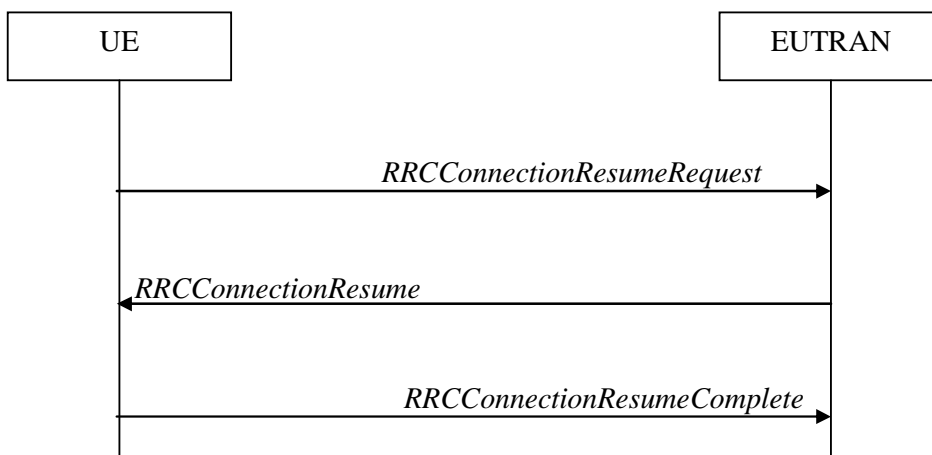 UE
EUTRAN
RRCConnectionResumeRequest
RRCConnectionResume
RRCConnectionResumeComplete